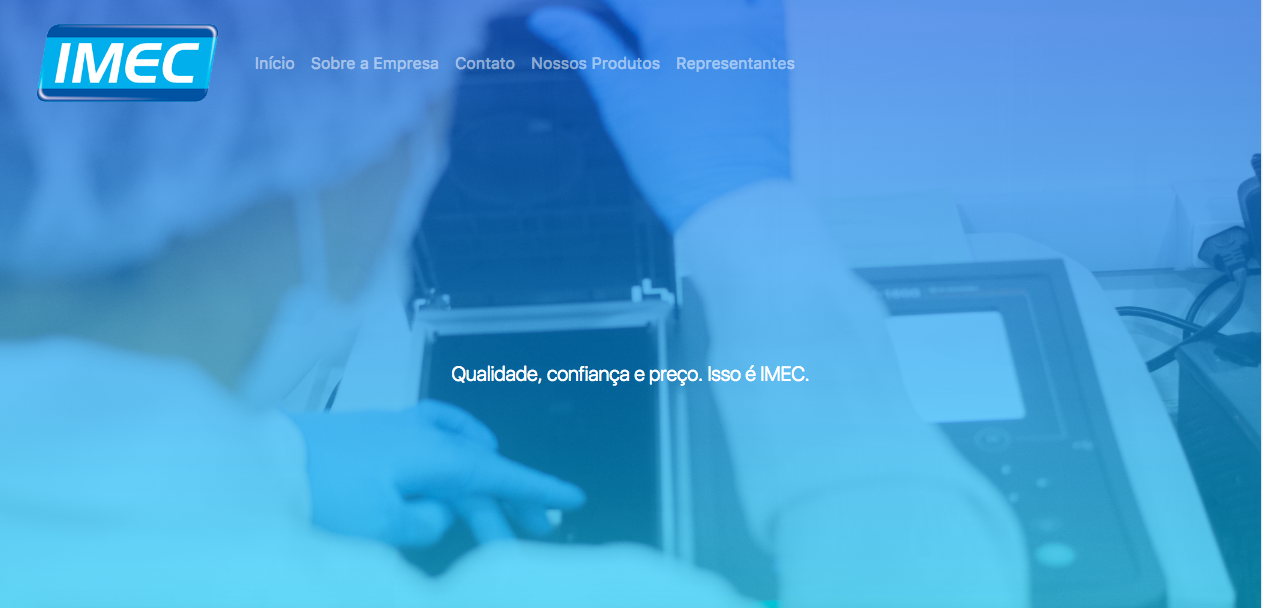 IMEC
Início Sobre a Empresa Contato Nossos Produtos Representantes
Qualidade, confiança e preço. Isso é IMEC.